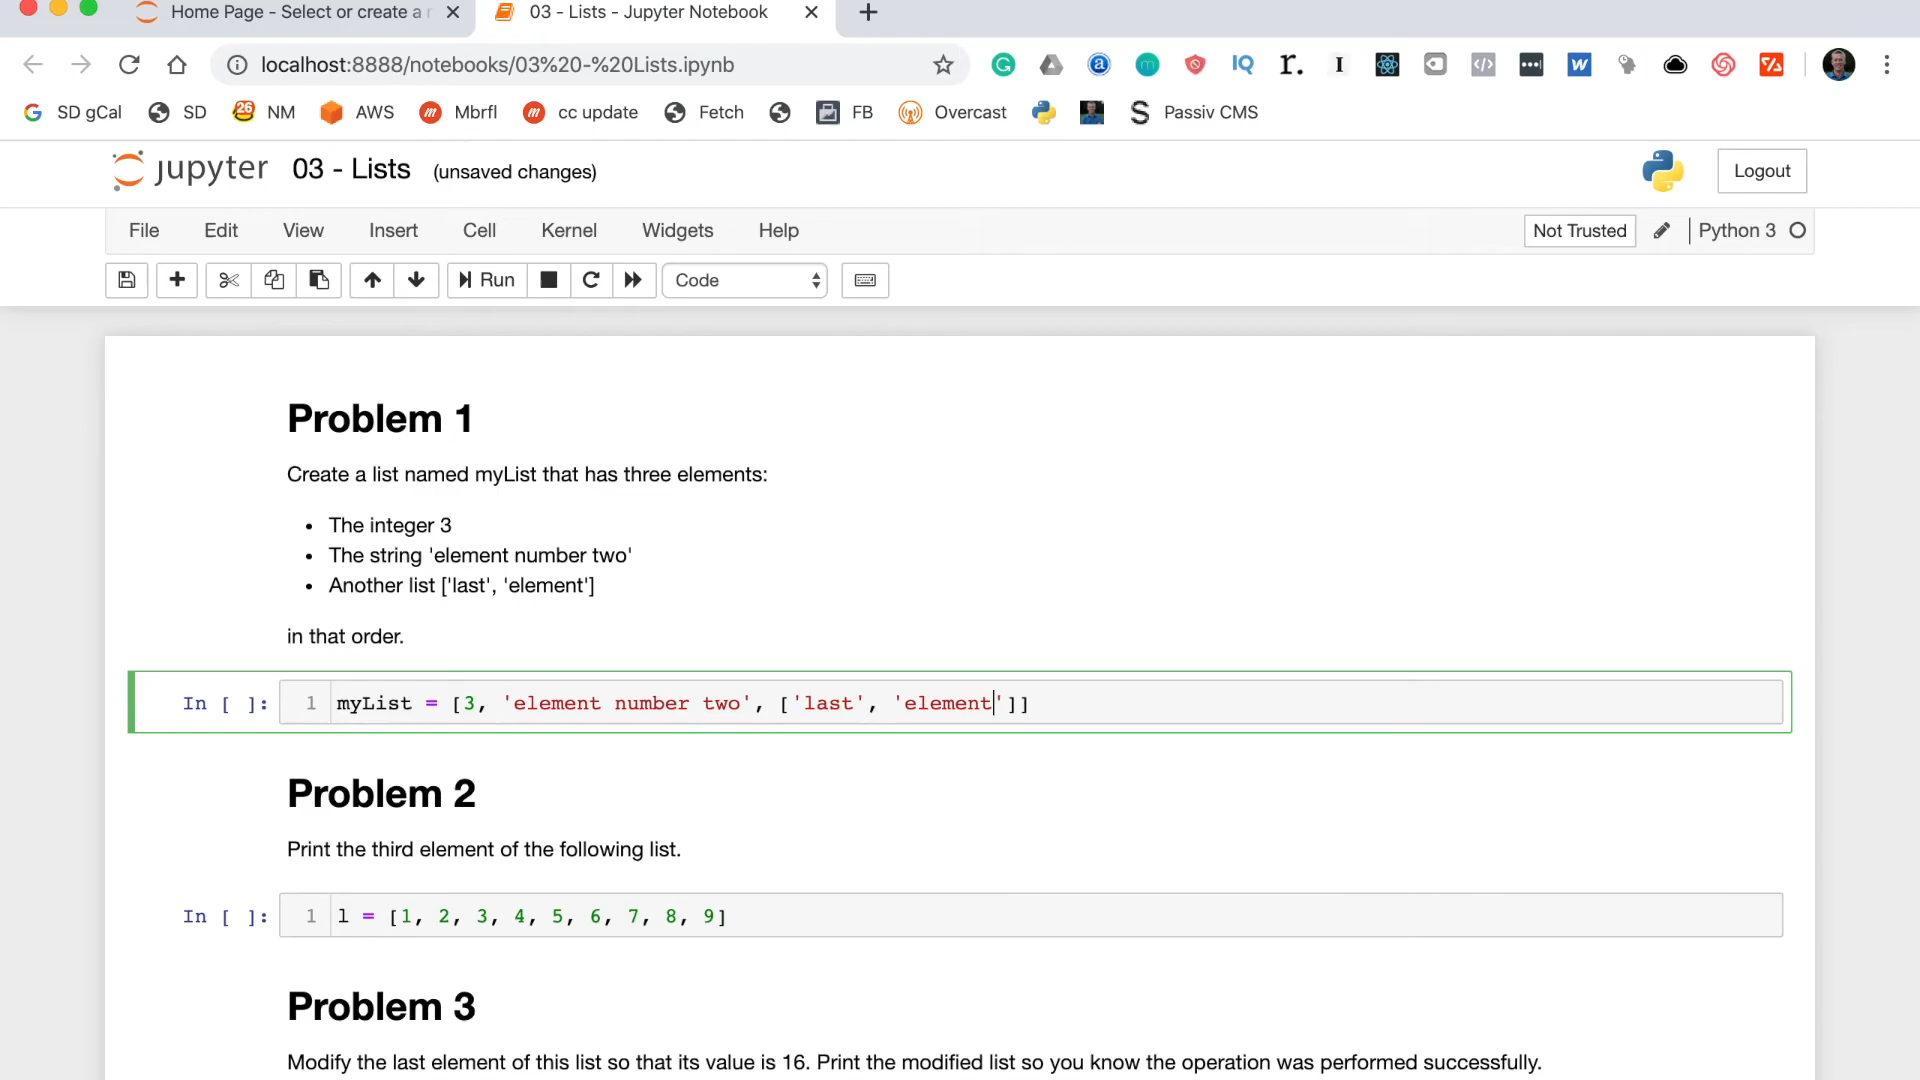 Home Page - Select or create a n
03 - Lists - Jupyter Notebook
localhost:8888/notebooks/03%20-%20Lists.ipynb
SD gCal SD NM AWS Mbrfl cc update Fetch FB Overcast Passiv CMS
jupyter 03 - Lists (unsaved changes) Logout
File Edit View Insert Cell Kernel Widgets Help Not Trusted Python 3
Run Code
Problem 1
Create a list named myList that has three elements:
• The integer 3
• The string 'element number two'
• Another list ['last', 'element']
in that order.
In [ ]: 1 myList = [3, 'element number two', ['last', 'element']]
Problem 2
Print the third element of the following list.
In [ ]: 1 l = [1, 2, 3, 4, 5, 6, 7, 8, 9]
Problem 3
Modify the last element of this list so that its value is 16. Print the modified list so you know the operation was performed successfully.